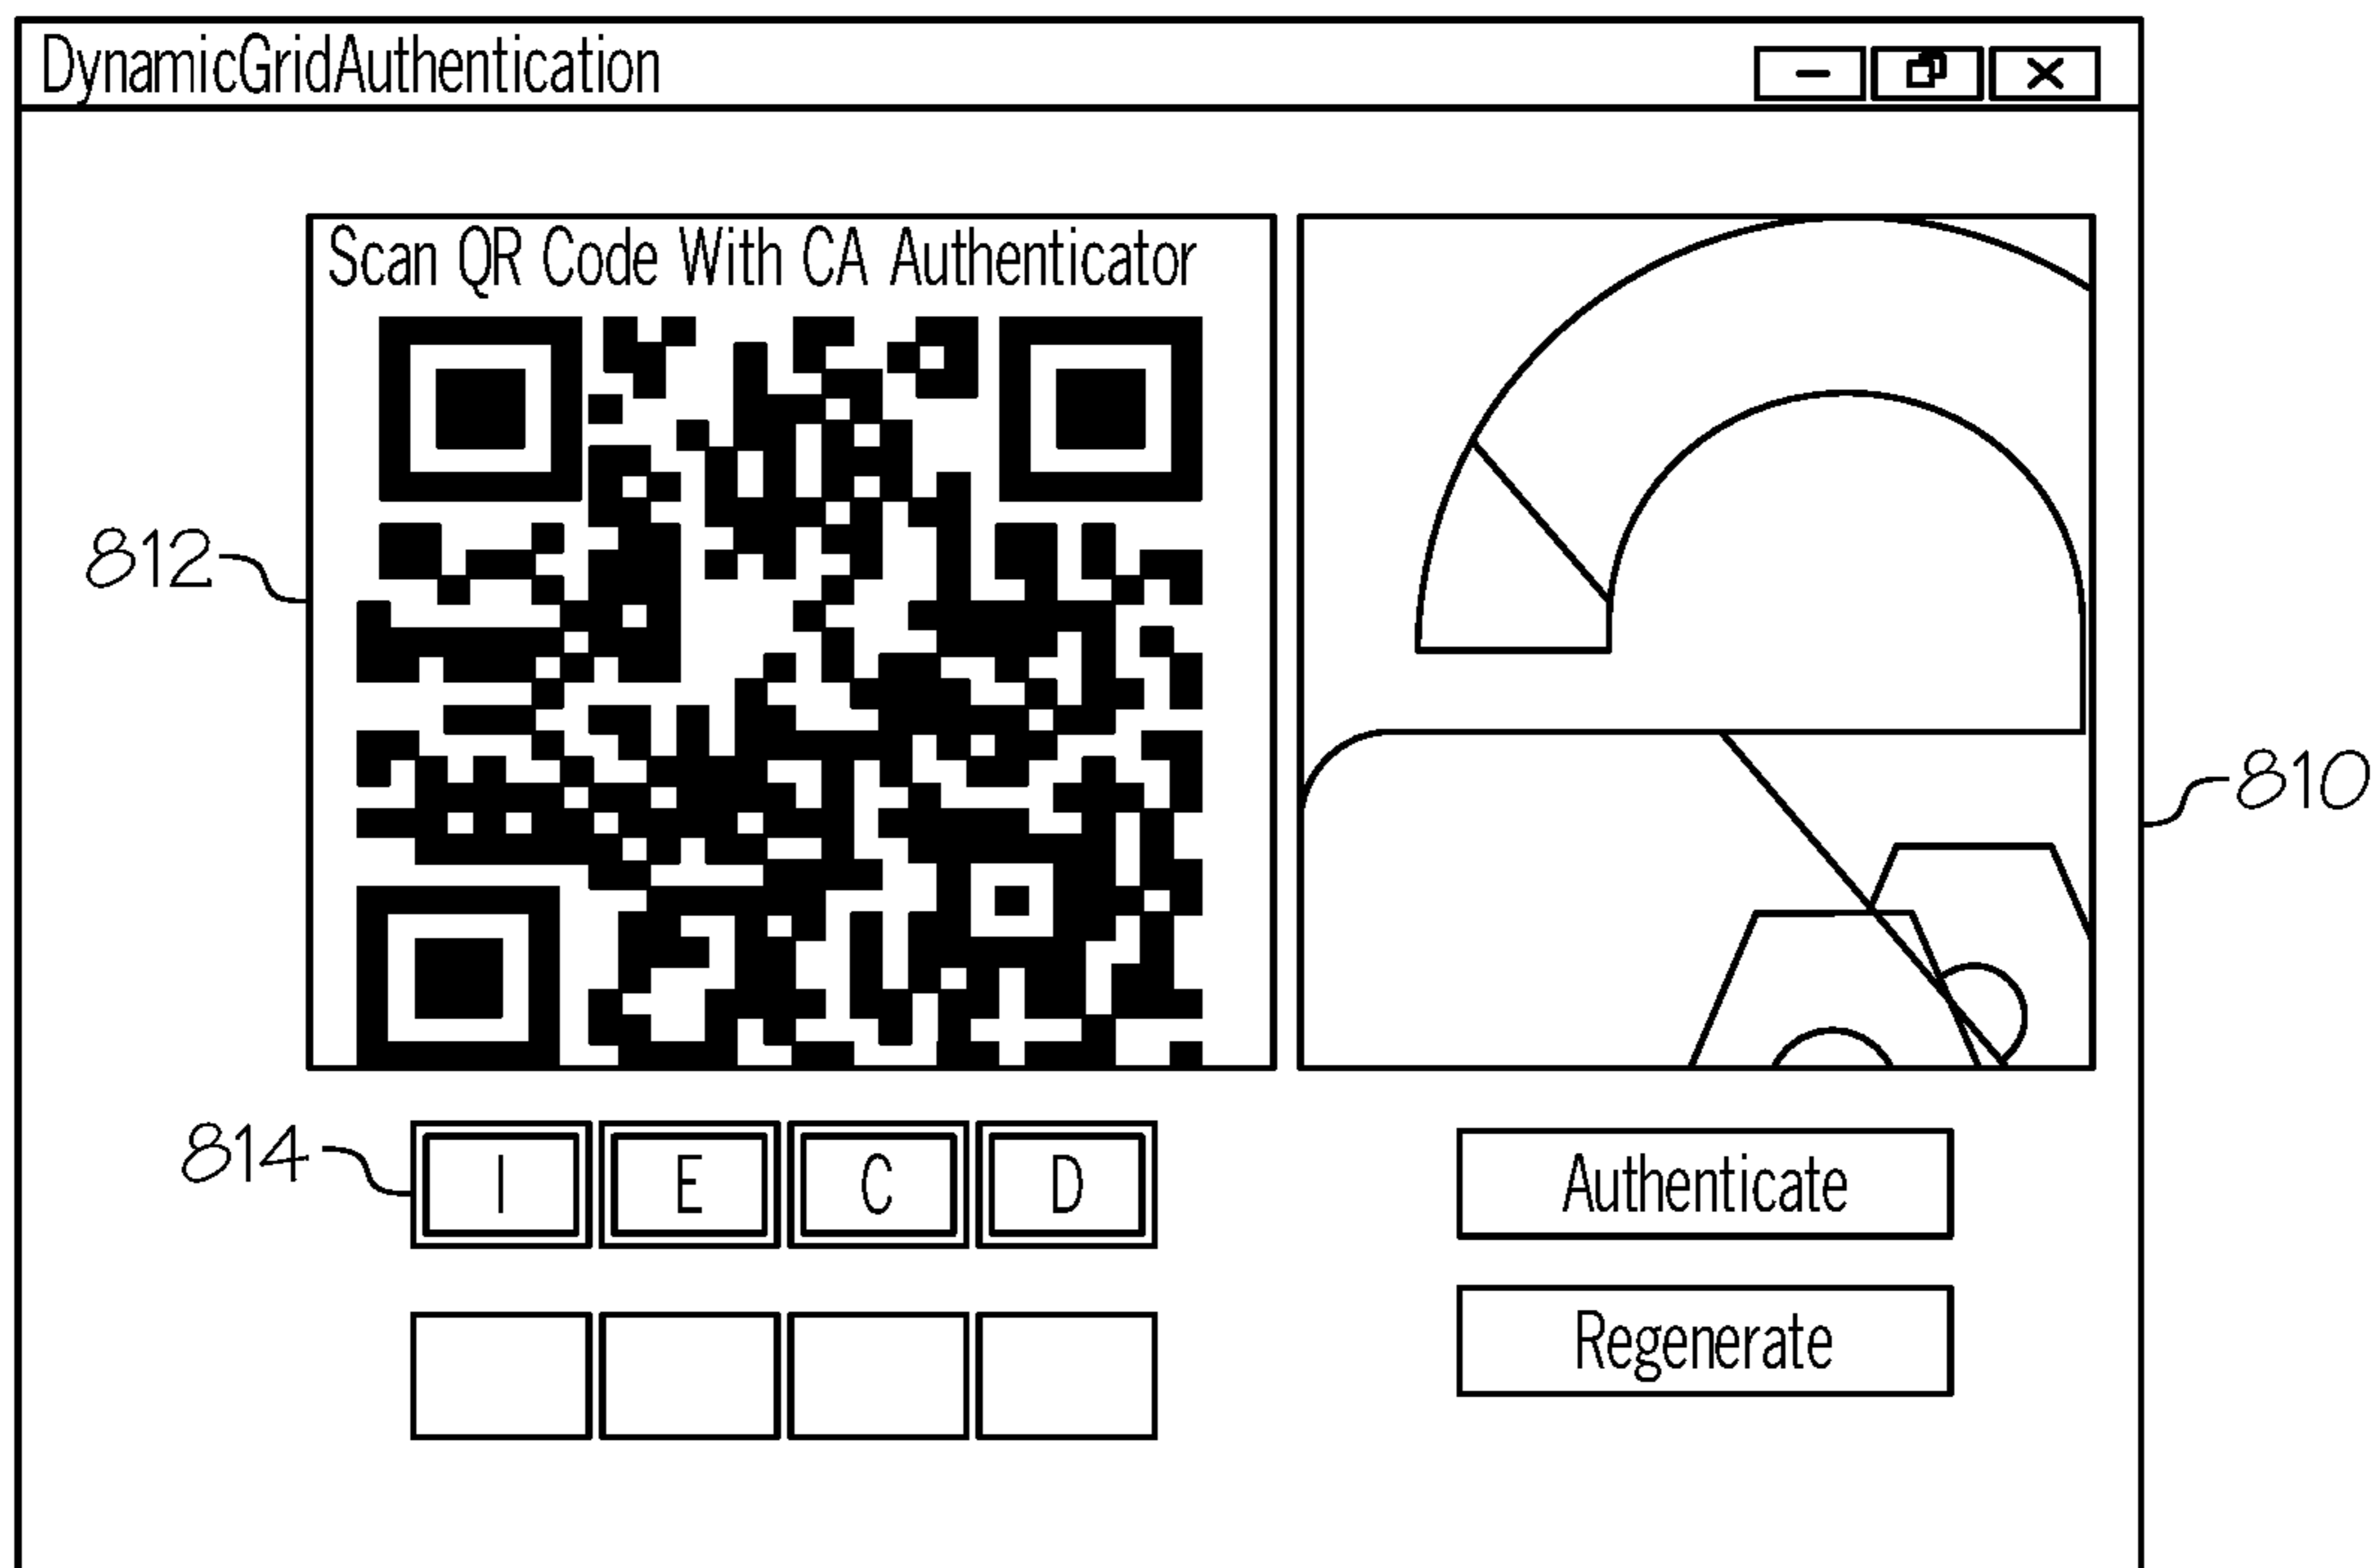 DynamicGridAuthentication
Scan QR Code With CA Authenticator
812
810
814
I E C D
Authenticate
Regenerate